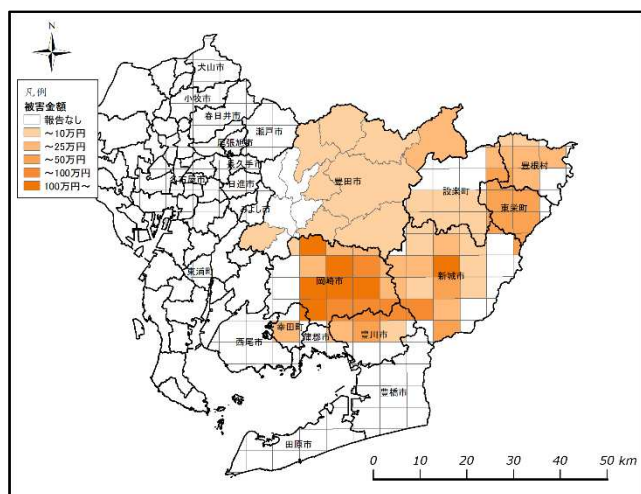 N
凡例
被害金額
報告なし
～10万円
～25万円
～50万円
～100万円
100万円～
犬山市
小牧市
春日井市
瀬戸市
尾張旭市
長久手市
名古屋市
日進市
みよし市
豊田市
設楽町
豊根村
東栄町
東浦町
岡崎市
新城市
西尾市
幸田町
蒲郡市
豊川市
豊橋市
田原市
0 10 20 30 40 50 km